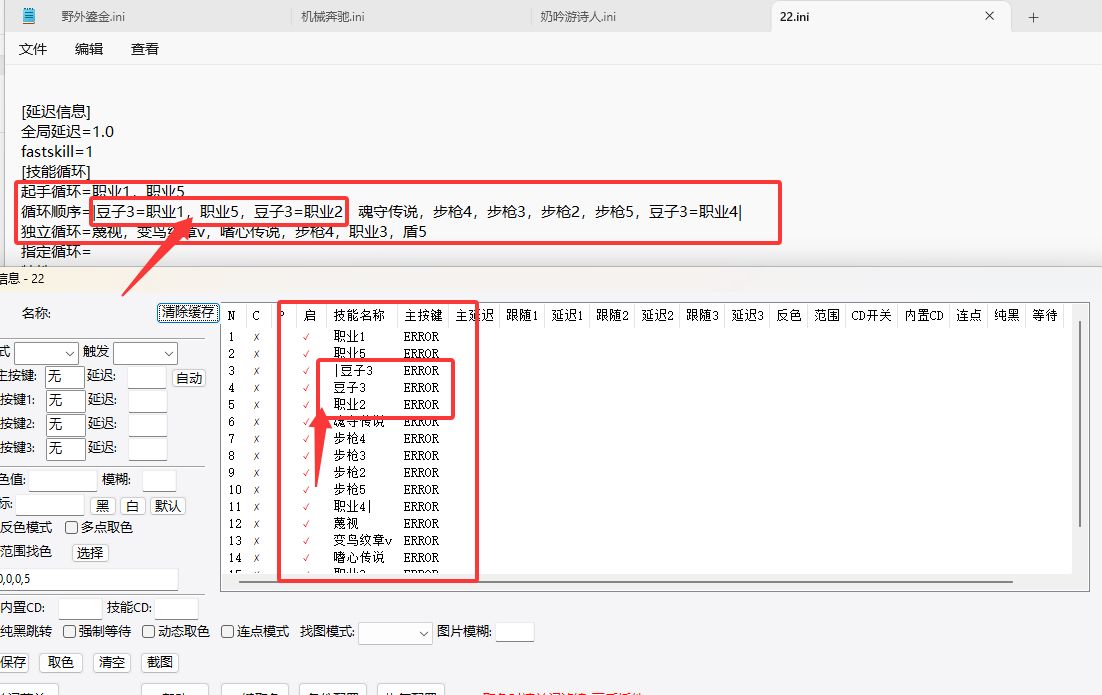 野外鎏金.ini 机械奔驰.ini 奶吟游诗人.ini 22.ini
文件 编辑 查看
[延迟信息]
全局延迟=1.0
fastskill=1
[技能循环]
起手循环=职业1，职业5
循环顺序=|豆子3=职业1，职业5，豆子3=职业2 魂守传说，步枪4，步枪3，步枪2，步枪5，豆子3=职业4|
独立循环=蔑视，变鸟纹章v，嗜心传说，步枪4，职业3，盾5
指定循环=
信息 - 22
名称: 清除缓存
N C P 启 技能名称 主按键 主延迟 跟随1 延迟1 跟随2 延迟2 跟随3 延迟3 反色 范围 CD开关 内置CD 连点 纯黑 等待
1 x ✓ 职业1 ERROR
2 x ✓ 职业5 ERROR
3 x ✓ |豆子3 ERROR
4 x ✓ 豆子3 ERROR
5 x ✓ 职业2 ERROR
6 x ✓ 魂守传说 ERROR
7 x ✓ 步枪4 ERROR
8 x ✓ 步枪3 ERROR
9 x ✓ 步枪2 ERROR
10 x ✓ 步枪5 ERROR
11 x ✓ 职业4| ERROR
12 x ✓ 蔑视 ERROR
13 x ✓ 变鸟纹章v ERROR
14 x ✓ 嗜心传说 ERROR
15 x ✓ 职业3 ERROR
式 触发
主按键: 无 延迟: 自动
按键1: 无 延迟:
按键2: 无 延迟:
按键3: 无 延迟:
色值: 模糊:
标: 黑 白 默认
反色模式 多点取色
范围找色 选择
0,0,0,5
内置CD: 技能CD:
纯黑跳转 强制等待 动态取色 连点模式 找图模式: 图片模糊:
保存 取色 清空 截图